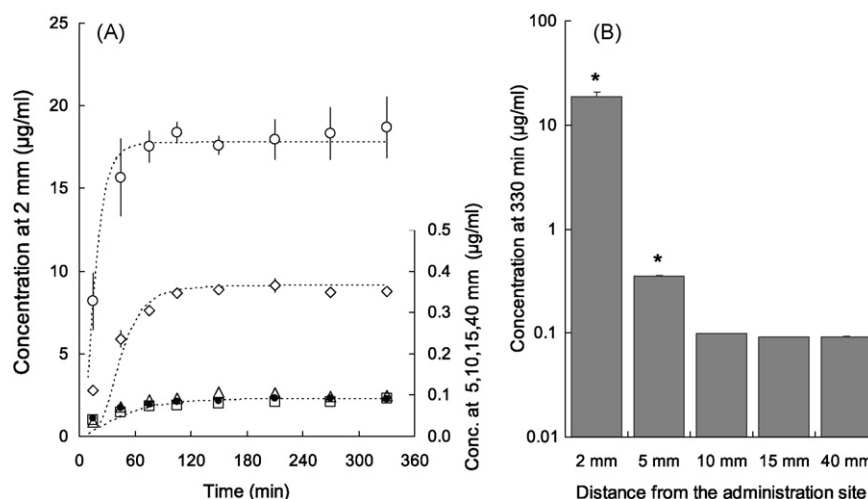 (A)
Concentration at 2 mm (μg/ml)
25
20
15
10
5
0
0.5
0.4
0.3
0.2
0.1
0.0
Conc. at 5,10,15,40 mm (μg/ml)
0 60 120 180 240 300 360
Time (min)
(B)
Concentration at 330 min (μg/ml)
100
10
1
0.1
0.01
*
*
2 mm 5 mm 10 mm 15 mm 40 mm
Distance from the administration site